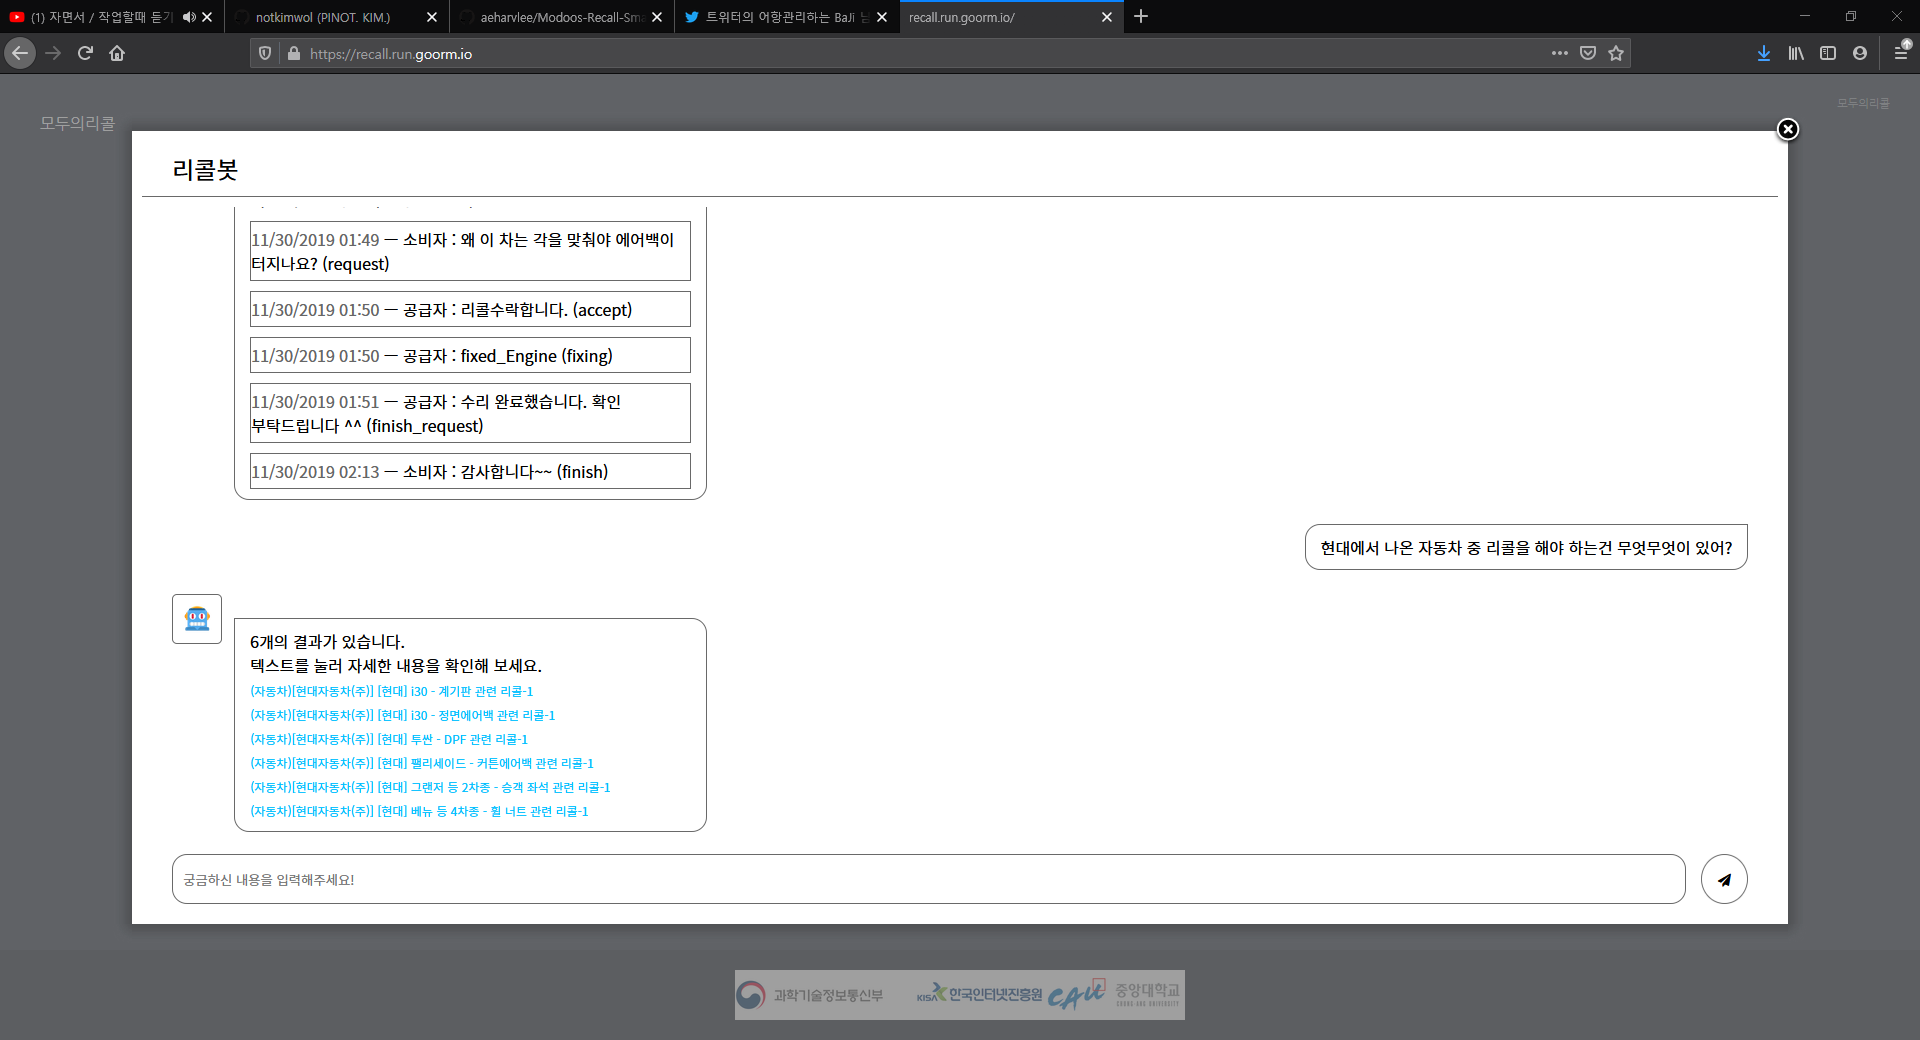 (1) 자면서 / 작업할때 듣기
notkimwol (PINOT. KIM.)
aeharvlee/Modoos-Recall-Sma
트위터의 어항관리하는 BaJi 님
recall.run.goorm.io/
https://recall.run.goorm.io
모두의리콜
모두의리콜
리콜봇
11/30/2019 01:49 — 소비자 : 왜 이 차는 각을 맞춰야 에어백이
터지나요? (request)
11/30/2019 01:50 — 공급자 : 리콜수락합니다. (accept)
11/30/2019 01:50 — 공급자 : fixed_Engine (fixing)
11/30/2019 01:51 — 공급자 : 수리 완료했습니다. 확인
부탁드립니다 ^^ (finish_request)
11/30/2019 02:13 — 소비자 : 감사합니다~~ (finish)
현대에서 나온 자동차 중 리콜을 해야 하는건 무엇무엇이 있어?
6개의 결과가 있습니다.
텍스트를 눌러 자세한 내용을 확인해 보세요.
(자동차)[현대자동차(주)] [현대] i30 - 계기판 관련 리콜-1
(자동차)[현대자동차(주)] [현대] i30 - 정면에어백 관련 리콜-1
(자동차)[현대자동차(주)] [현대] 투싼 - DPF 관련 리콜-1
(자동차)[현대자동차(주)] [현대] 팰리세이드 - 커튼에어백 관련 리콜-1
(자동차)[현대자동차(주)] [현대] 그랜저 등 2차종 - 승객 좌석 관련 리콜-1
(자동차)[현대자동차(주)] [현대] 베뉴 등 4차종 - 휠 너트 관련 리콜-1
궁금하신 내용을 입력해주세요!
과학기술정보통신부
KISA 한국인터넷진흥원
CAU 중앙대학교
CHUNG-ANG UNIVERSITY